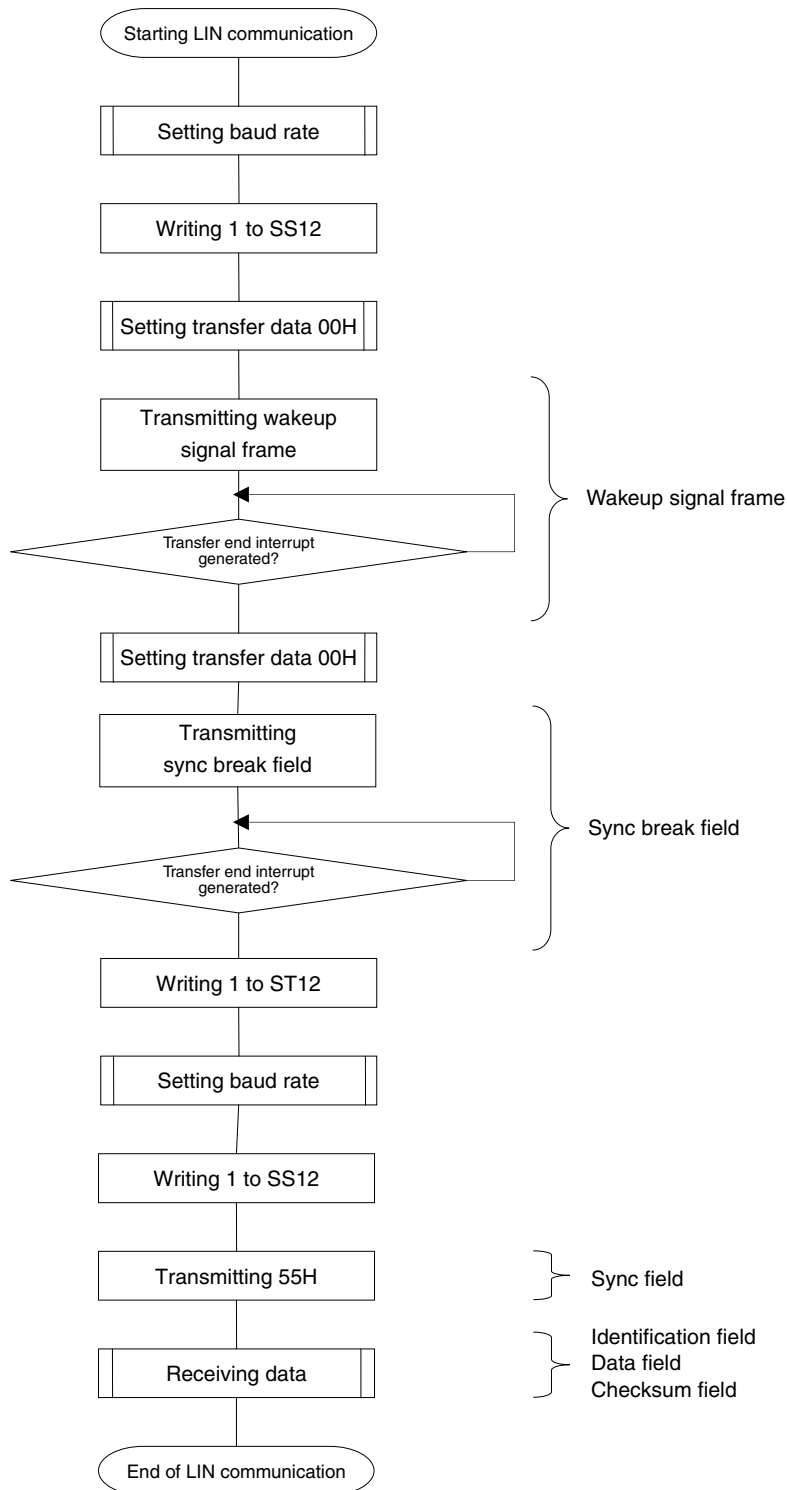 Starting LIN communication
Setting baud rate
Writing 1 to SS12
Setting transfer data 00H
Transmitting wakeup
signal frame
Wakeup signal frame
Transfer end interrupt
generated?
Setting transfer data 00H
Transmitting
sync break field
Sync break field
Transfer end interrupt
generated?
Writing 1 to ST12
Setting baud rate
Writing 1 to SS12
Transmitting 55H
Sync field
Receiving data
Identification field
Data field
Checksum field
End of LIN communication